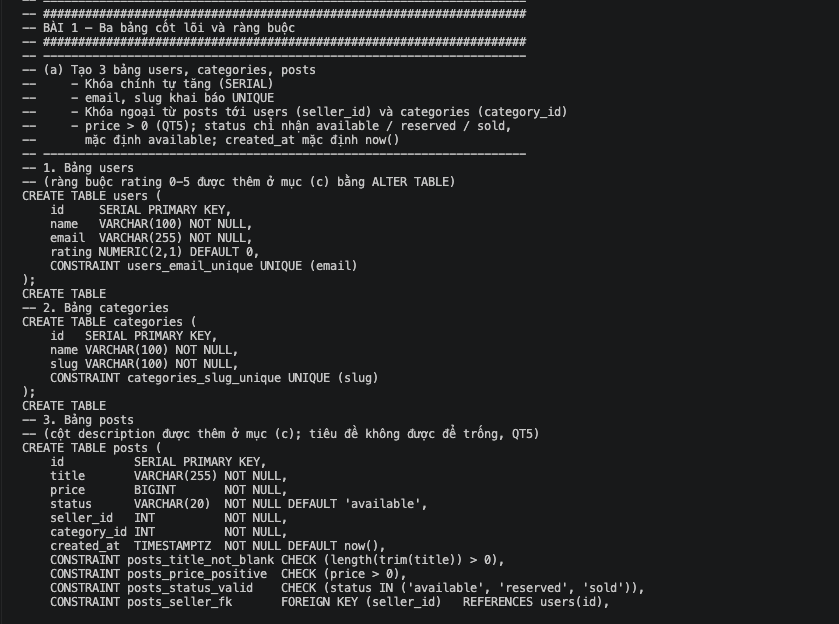 -- ---------------------------------------------------------------------
-- #####################################################################
-- BÀI 1 — Ba bảng cốt lõi và ràng buộc
-- #####################################################################
-- ---------------------------------------------------------------------
-- (a) Tạo 3 bảng users, categories, posts
--     - Khóa chính tự tăng (SERIAL)
--     - email, slug khai báo UNIQUE
--     - Khóa ngoại từ posts tới users (seller_id) và categories (category_id)
--     - price > 0 (QT5); status chỉ nhận available / reserved / sold,
--       mặc định available; created_at mặc định now()
-- ---------------------------------------------------------------------
-- 1. Bảng users
-- (ràng buộc rating 0–5 được thêm ở mục (c) bằng ALTER TABLE)
CREATE TABLE users (
    id     SERIAL PRIMARY KEY,
    name   VARCHAR(100) NOT NULL,
    email  VARCHAR(255) NOT NULL,
    rating NUMERIC(2,1) DEFAULT 0,
    CONSTRAINT users_email_unique UNIQUE (email)
);
CREATE TABLE
-- 2. Bảng categories
CREATE TABLE categories (
    id   SERIAL PRIMARY KEY,
    name VARCHAR(100) NOT NULL,
    slug VARCHAR(100) NOT NULL,
    CONSTRAINT categories_slug_unique UNIQUE (slug)
);
CREATE TABLE
-- 3. Bảng posts
-- (cột description được thêm ở mục (c); tiêu đề không được để trống, QT5)
CREATE TABLE posts (
    id          SERIAL PRIMARY KEY,
    title       VARCHAR(255) NOT NULL,
    price       BIGINT       NOT NULL,
    status      VARCHAR(20)  NOT NULL DEFAULT 'available',
    seller_id   INT          NOT NULL,
    category_id INT          NOT NULL,
    created_at  TIMESTAMPTZ  NOT NULL DEFAULT now(),
    CONSTRAINT posts_title_not_blank CHECK (length(trim(title)) > 0),
    CONSTRAINT posts_price_positive  CHECK (price > 0),
    CONSTRAINT posts_status_valid    CHECK (status IN ('available', 'reserved', 'sold')),
    CONSTRAINT posts_seller_fk       FOREIGN KEY (seller_id)   REFERENCES users(id),